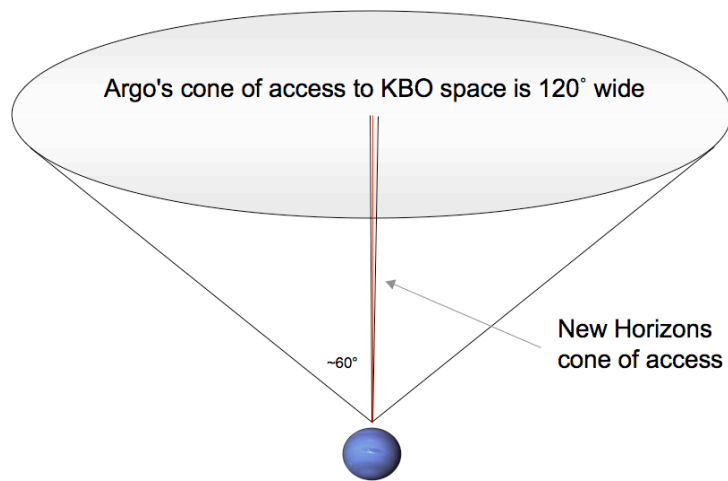 Argo's cone of access to KBO space is 120˚ wide
New Horizons
cone of access
~60°